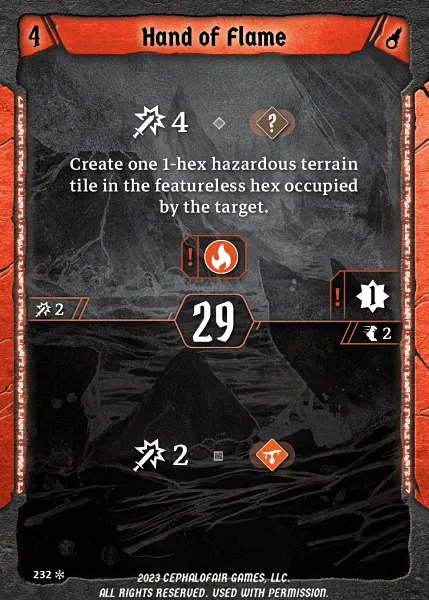 4 Hand of Flame
4 ?
Create one 1-hex hazardous terrain
tile in the featureless hex occupied
by the target.
!
! 1
2 29 2
2
232
2023 CEPHALOFAIR GAMES, LLC.
ALL RIGHTS RESERVED. USED WITH PERMISSION.